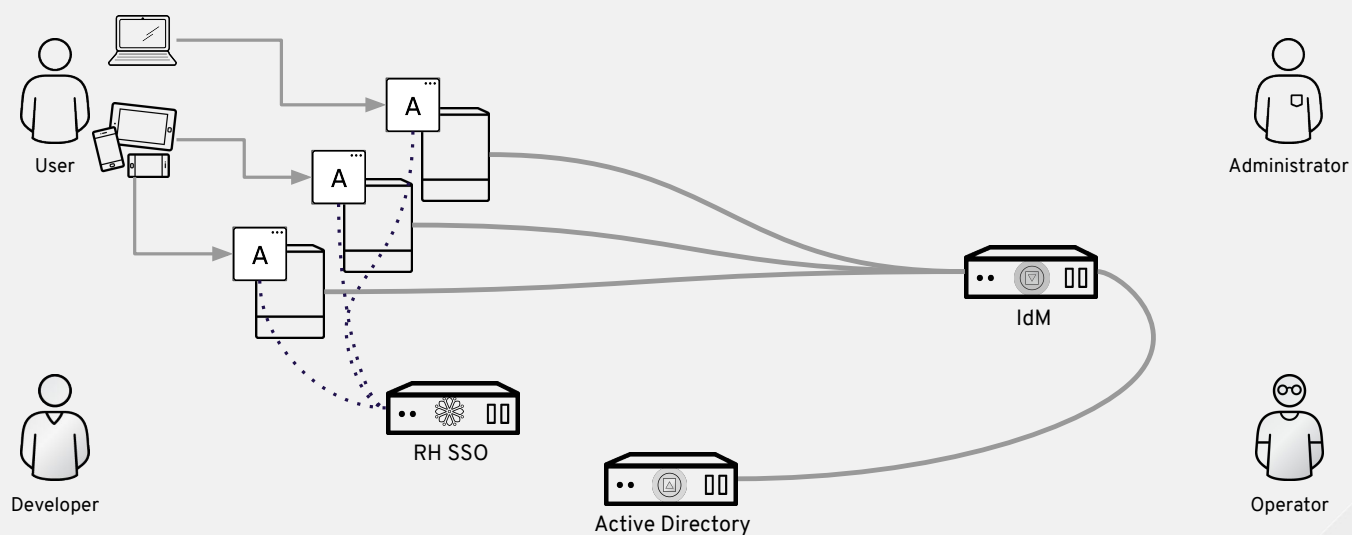 A
User
A
Administrator
A
IdM
RH SSO
Developer
Active Directory
Operator